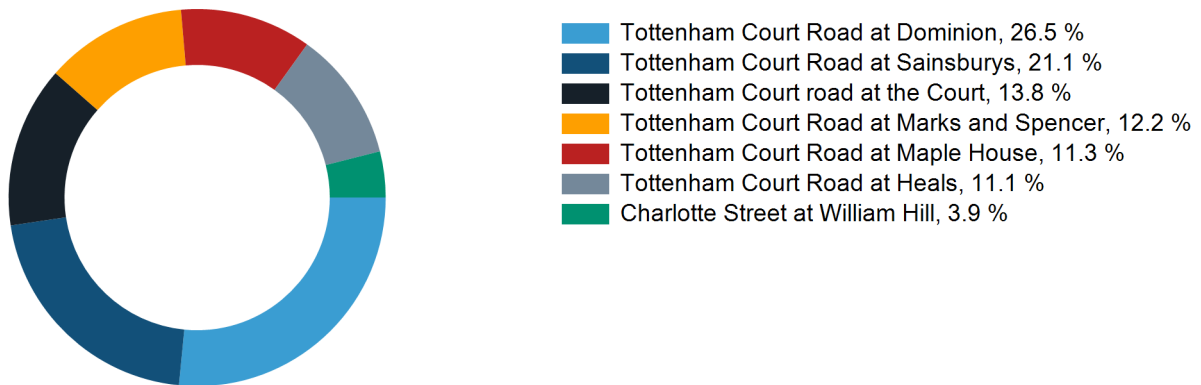 Tottenham Court Road at Dominion, 26.5 %
Tottenham Court Road at Sainsburys, 21.1 %
Tottenham Court road at the Court, 13.8 %
Tottenham Court Road at Marks and Spencer, 12.2 %
Tottenham Court Road at Maple House, 11.3 %
Tottenham Court Road at Heals, 11.1 %
Charlotte Street at William Hill, 3.9 %